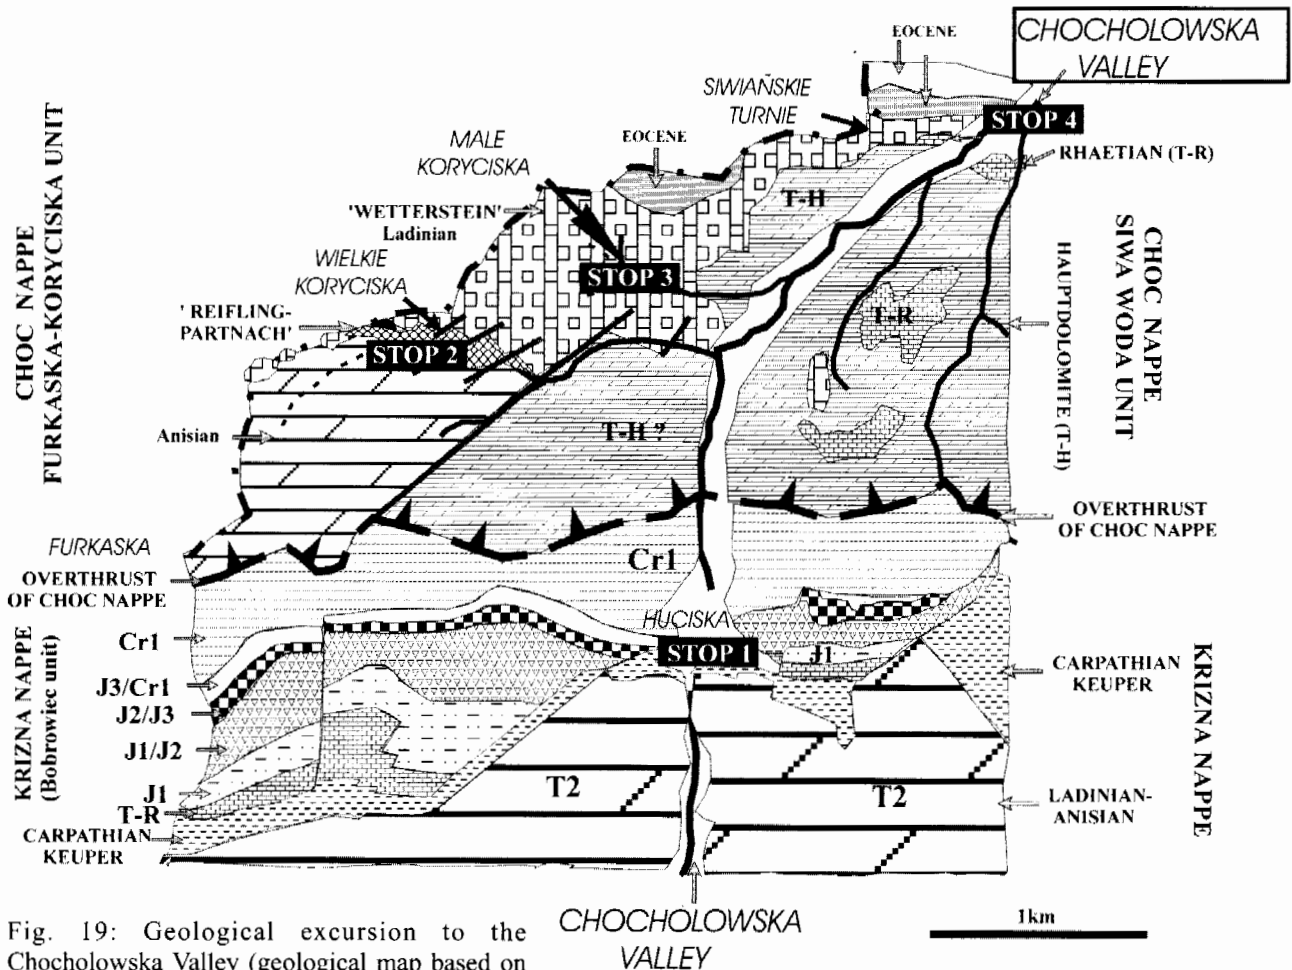 EOCENE
CHOCHOLOWSKA
VALLEY
SIWIAŃSKIE
TURNIE
STOP 4
MALE
KORYCISKA
EOCENE
RHAETIAN (T-R)
'WETTERSTEIN'
Ladinian
T-H
WIELKIE
KORYCISKA
STOP 3
'REIFLING-
PARTNACH'
STOP 2
T-R
CHOC NAPPE
FURKASKA-KORYCISKA UNIT
CHOC NAPPE
SIWA WODA UNIT
HAUPTDOLOMITE (T-H)
Anisian
T-H ?
OVERTHRUST
OF CHOC NAPPE
FURKASKA
OVERTHRUST
OF CHOC NAPPE
Cr1
HUCISKA
STOP 1
J1
Cr1
J3/Cr1
J2/J3
J1/J2
J1
T-R
CARPATHIAN
KEUPER
KRIZNA NAPPE
(Bobrowiec unit)
CARPATHIAN
KEUPER
KRIZNA NAPPE
T2
T2
LADINIAN-
ANISIAN
CHOCHOLOWSKA
VALLEY
1km
Fig. 19: Geological excursion to the
Chocholowska Valley (geological map based on